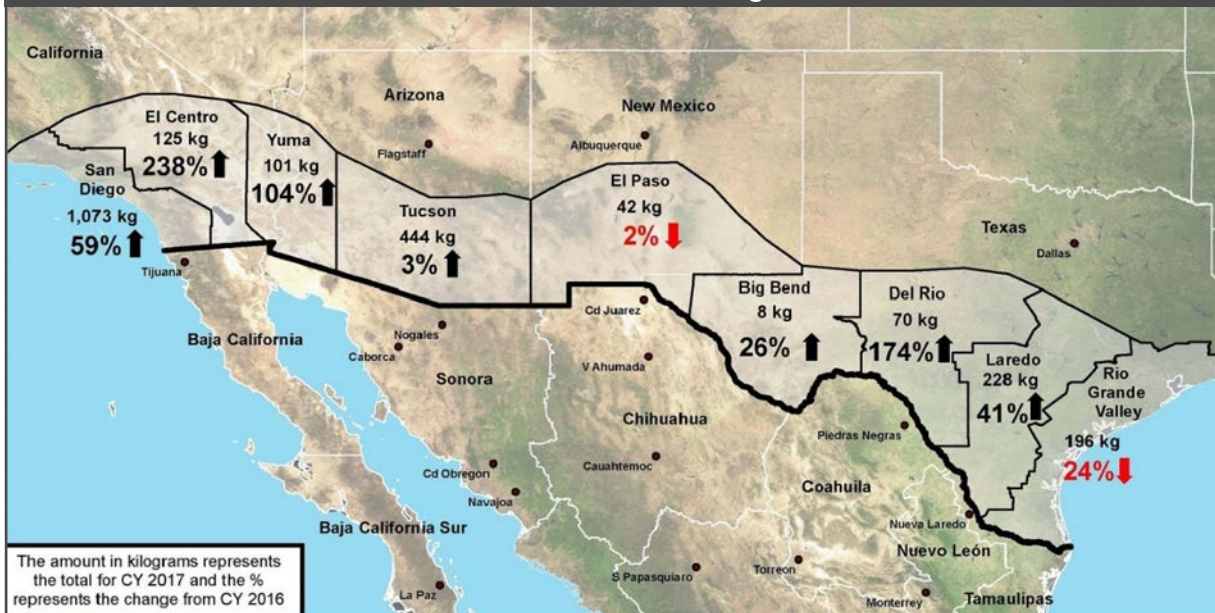 California
Arizona
New Mexico
Texas
El Centro
125 kg
238%
Yuma
101 kg
104%
San
Diego
1,073 kg
59%
Tucson
444 kg
3%
El Paso
42 kg
2%
Big Bend
8 kg
26%
Del Rio
70 kg
174%
Laredo
228 kg
41%
Rio
Grande
Valley
196 kg
24%
Flagstaff
Albuquerque
Dallas
Tijuana
Baja California
Nogales
Caborca
Sonora
Cd Juarez
V Ahumada
Chihuahua
Cauahtemoc
Cd Obregon
Navajoa
Baja California Sur
La Paz
Piedras Negras
Coahuila
Nueva Laredo
Nuevo León
S Papasquiaro
Torreon
Monterrey
Tamaulipas
The amount in kilograms represents
the total for CY 2017 and the %
represents the change from CY 2016